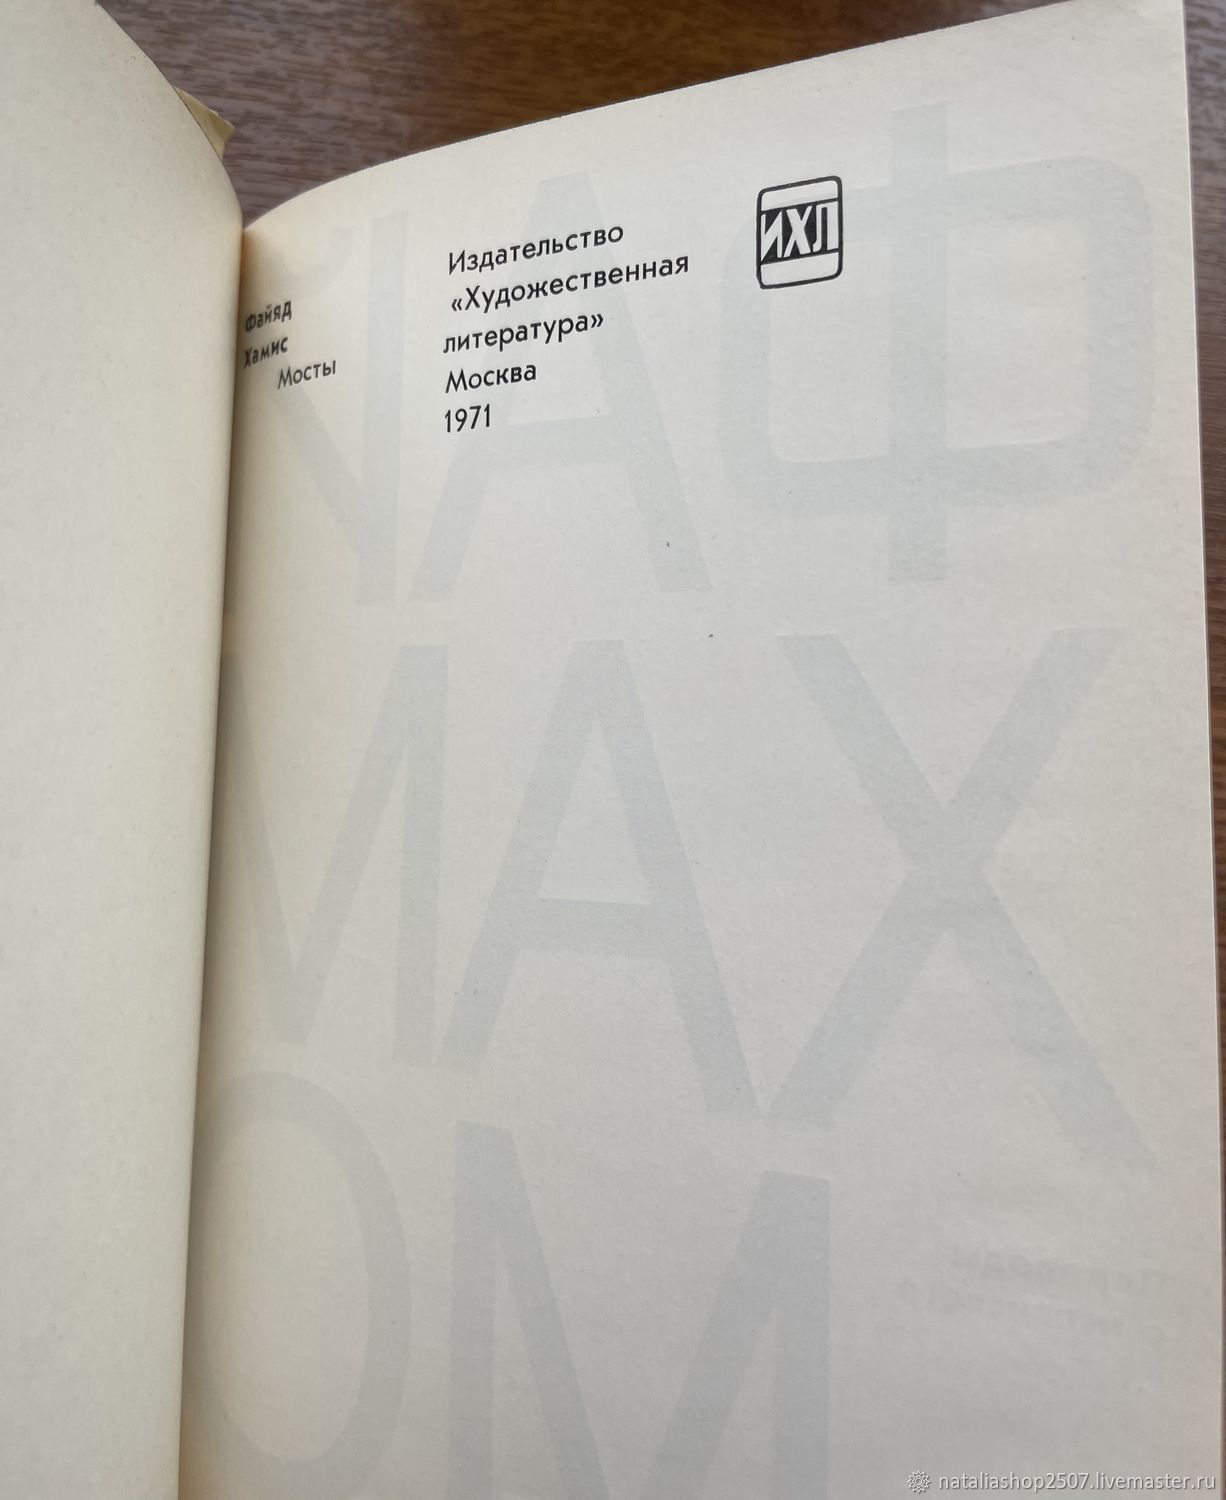 Файяд
Хамис
Мосты
Издательство
«Художественная
литература»
Москва
1971
ИХЛ
nataliashop2507.livemaster.ru